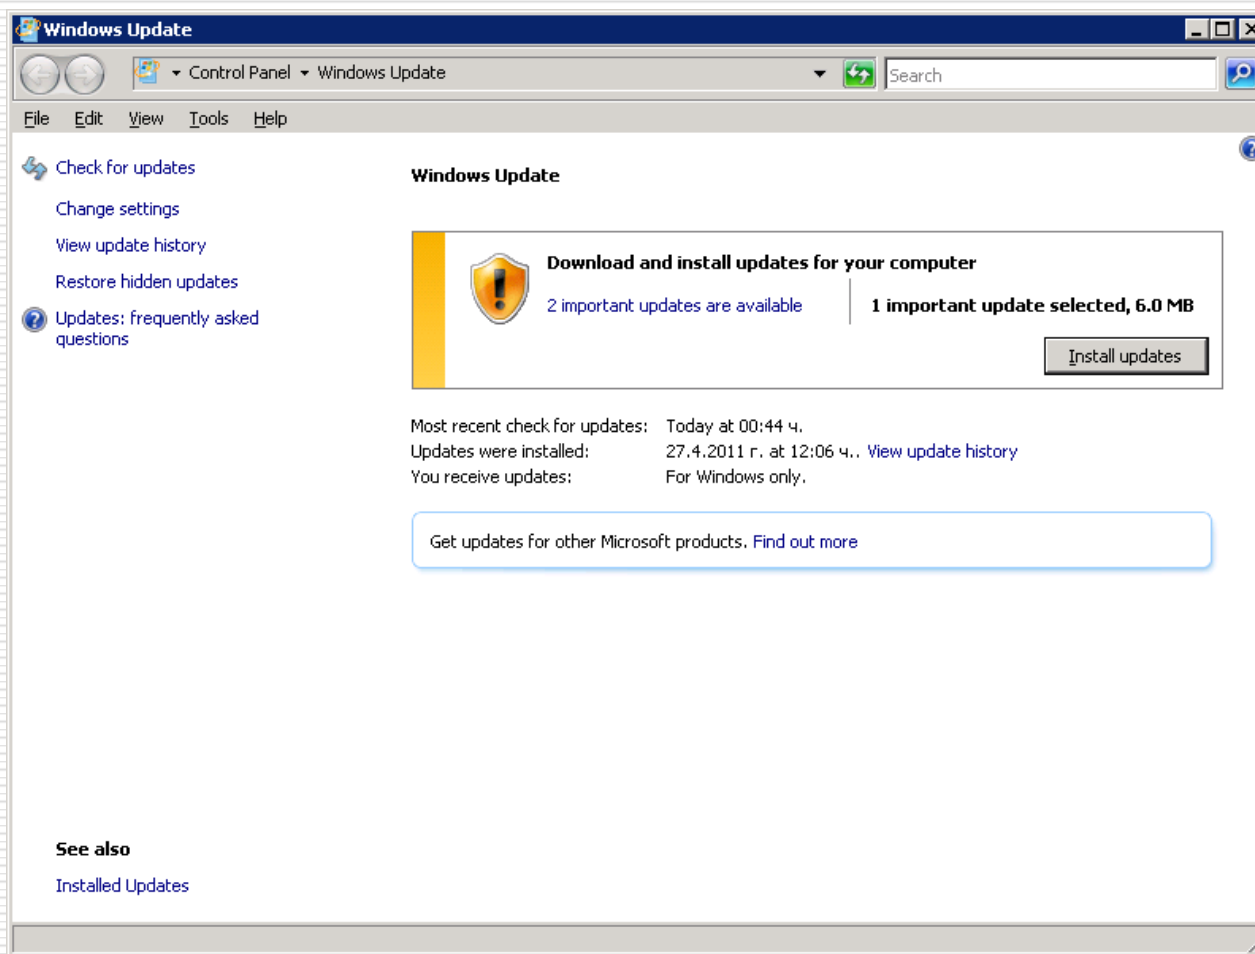 Windows Update
Control Panel Windows Update
Search
File Edit View Tools Help
Check for updates
Change settings
View update history
Restore hidden updates
Updates: frequently asked
questions
Windows Update
Download and install updates for your computer
2 important updates are available
1 important update selected, 6.0 MB
Install updates
Most recent check for updates: Today at 00:44 ч.
Updates were installed: 27.4.2011 г. at 12:06 ч.. View update history
You receive updates: For Windows only.
Get updates for other Microsoft products. Find out more
See also
Installed Updates